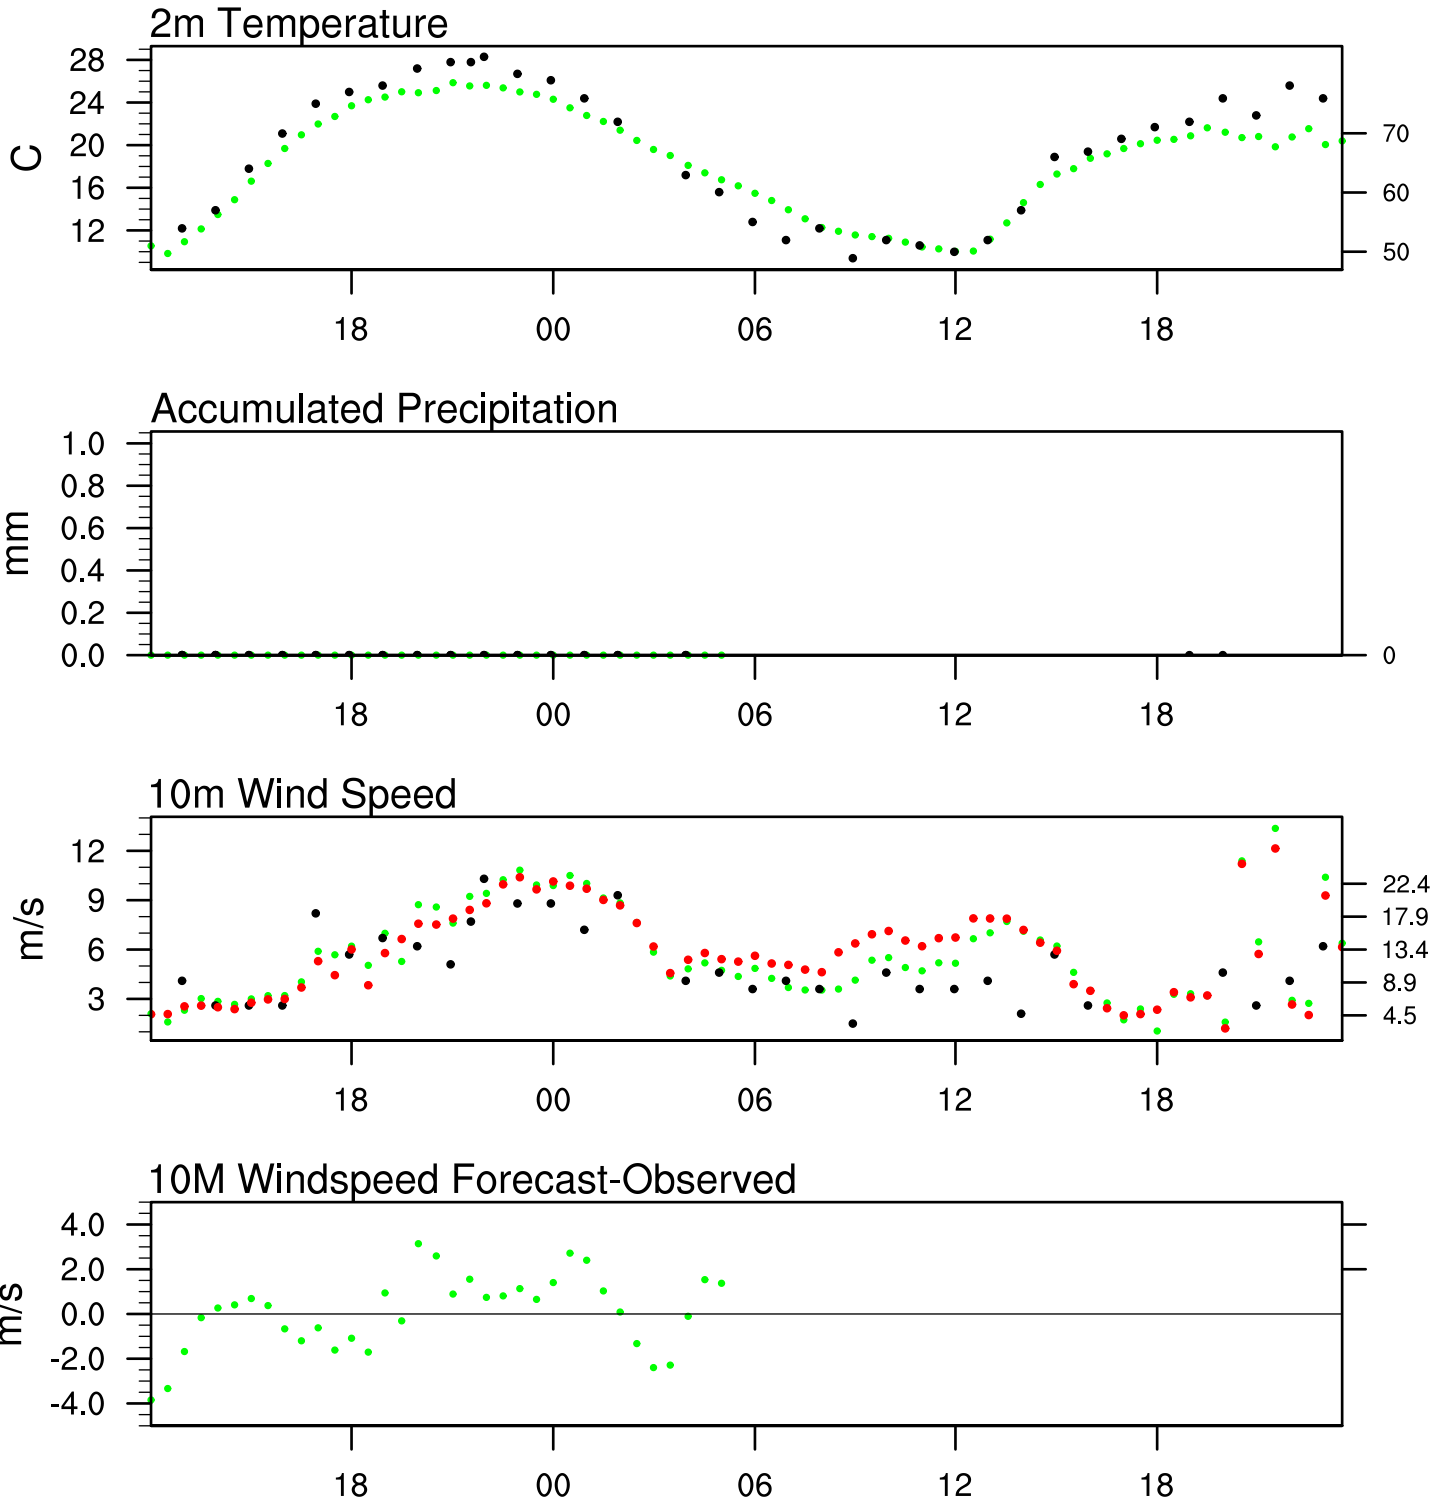 2m Temperature
28
24
20
16
12
C
70
60
50
18 00 06 12 18
Accumulated Precipitation
1.0
0.8
0.6
0.4
0.2
0.0
mm
0
18 00 06 12 18
10m Wind Speed
12
9
6
3
m/s
22.4
17.9
13.4
8.9
4.5
18 00 06 12 18
10M Windspeed Forecast-Observed
4.0
2.0
0.0
-2.0
-4.0
m/s
18 00 06 12 18